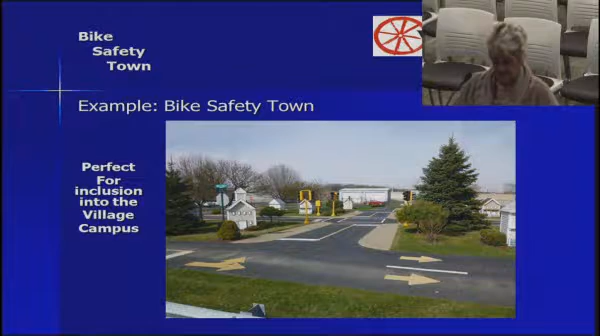 Bike
Safety
Town
Example: Bike Safety Town
Perfect
For
inclusion
into the
Village
Campus